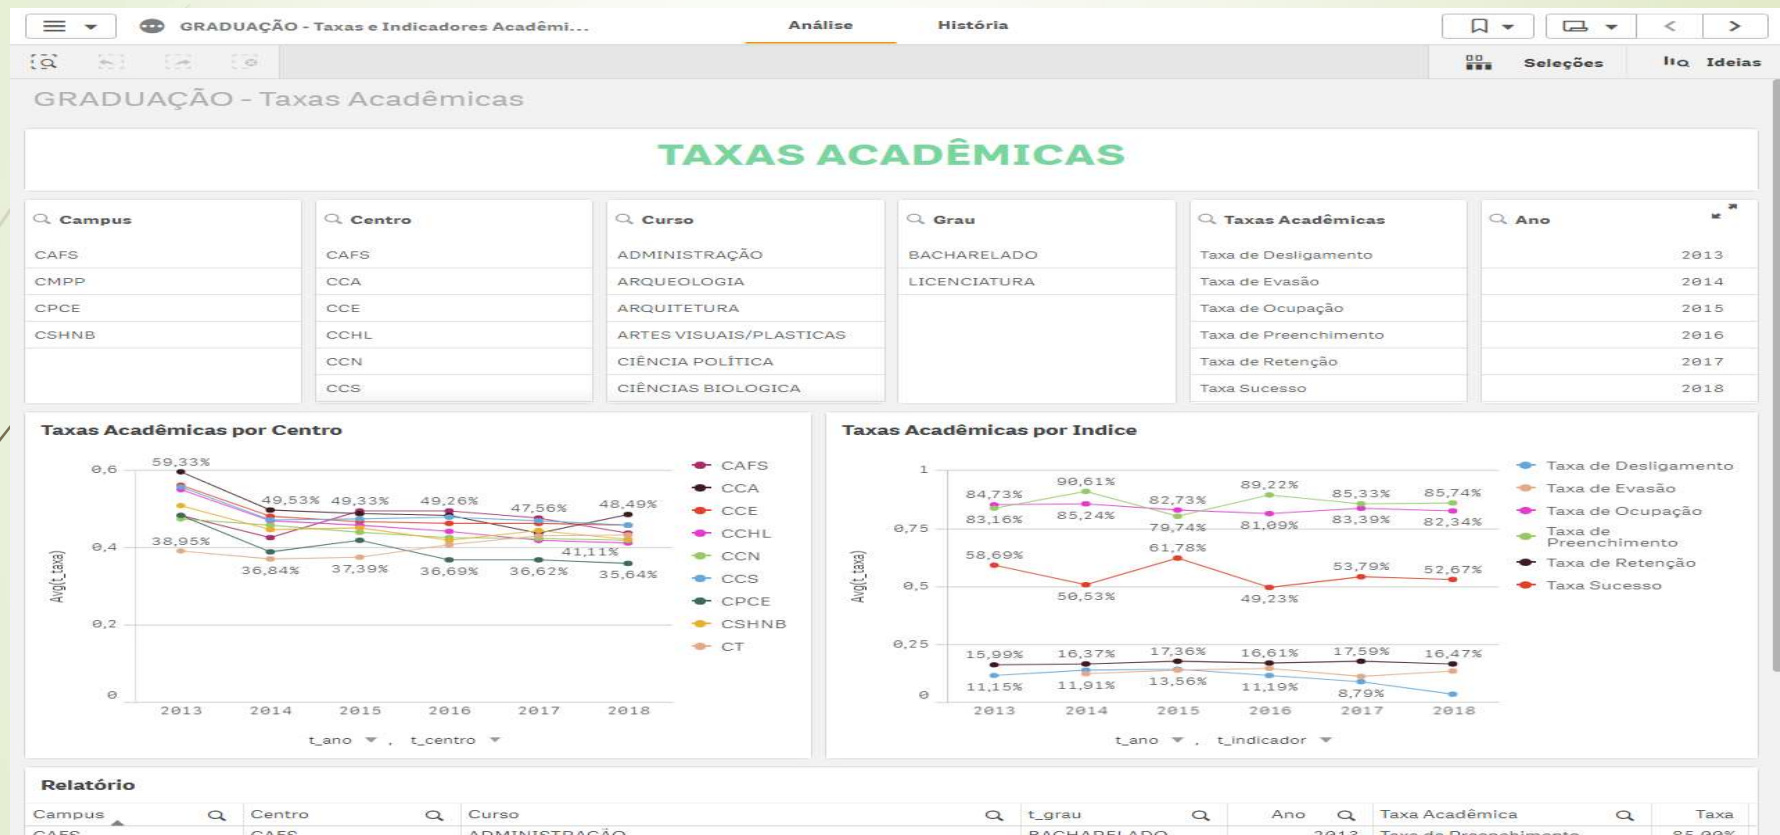 GRADUAÇÃO - Taxas e Indicadores Acadêmi...
Análise
História
Seleções
Ideias
GRADUAÇÃO - Taxas Acadêmicas
TAXAS ACADÊMICAS
Campus
CAFS
CMPP
CPCE
CSHNB
Centro
CAFS
CCA
CCE
CCHL
CCN
CCS
Curso
ADMINISTRAÇÃO
ARQUEOLOGIA
ARQUITETURA
ARTES VISUAIS/PLASTICAS
CIÊNCIA POLÍTICA
CIÊNCIAS BIOLOGICA
Grau
BACHARELADO
LICENCIATURA
Taxas Acadêmicas
Taxa de Desligamento
Taxa de Evasão
Taxa de Ocupação
Taxa de Preenchimento
Taxa de Retenção
Taxa Sucesso
Ano
2013
2014
2015
2016
2017
2018
Taxas Acadêmicas por Centro
Avg(t_taxa)
0,6
0,4
0,2
0
59,33%
49,53% 49,33% 49,26% 47,56% 48,49%
38,95% 41,11%
36,84% 37,39% 36,69% 36,62% 35,64%
2013 2014 2015 2016 2017 2018
t_ano , t_centro
CAFS
CCA
CCE
CCHL
CCN
CCS
CPCE
CSHNB
CT
Taxas Acadêmicas por Indice
Avg(t_taxa)
1
0,75
0,5
0,25
0
84,73% 90,61% 82,73% 89,22% 85,33% 85,74%
83,16% 85,24% 79,74% 81,09% 83,39% 82,34%
58,69% 61,78% 53,79% 52,67%
50,53% 49,23%
15,99% 16,37% 17,36% 16,61% 17,59% 16,47%
11,15% 11,91% 13,56% 11,19% 8,79%
2013 2014 2015 2016 2017 2018
t_ano , t_indicador
Taxa de Desligamento
Taxa de Evasão
Taxa de Ocupação
Taxa de
Preenchimento
Taxa de Retenção
Taxa Sucesso
Relatório
Campus Centro Curso t_grau Ano Taxa Acadêmica Taxa
CAFS CAFS ADMINISTRAÇÃO BACHARELADO 2013 Taxa de Preenchimento 85,00%